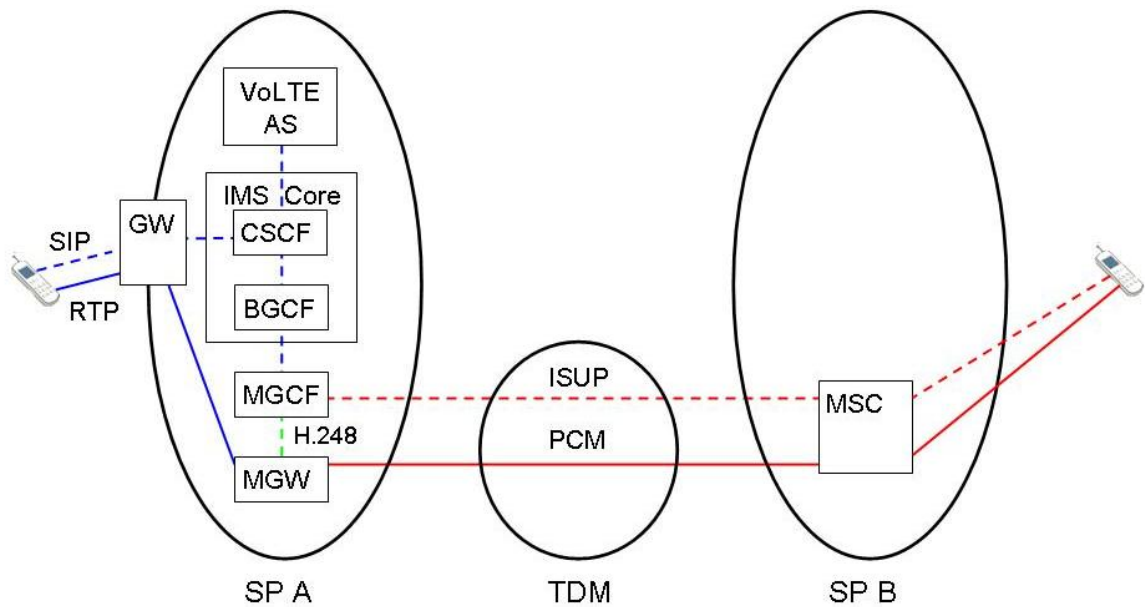 VoLTE
AS
IMS Core
GW
CSCF
SIP
RTP
BGCF
MGCF
ISUP
MSC
H.248
PCM
MGW
SP A
TDM
SP B